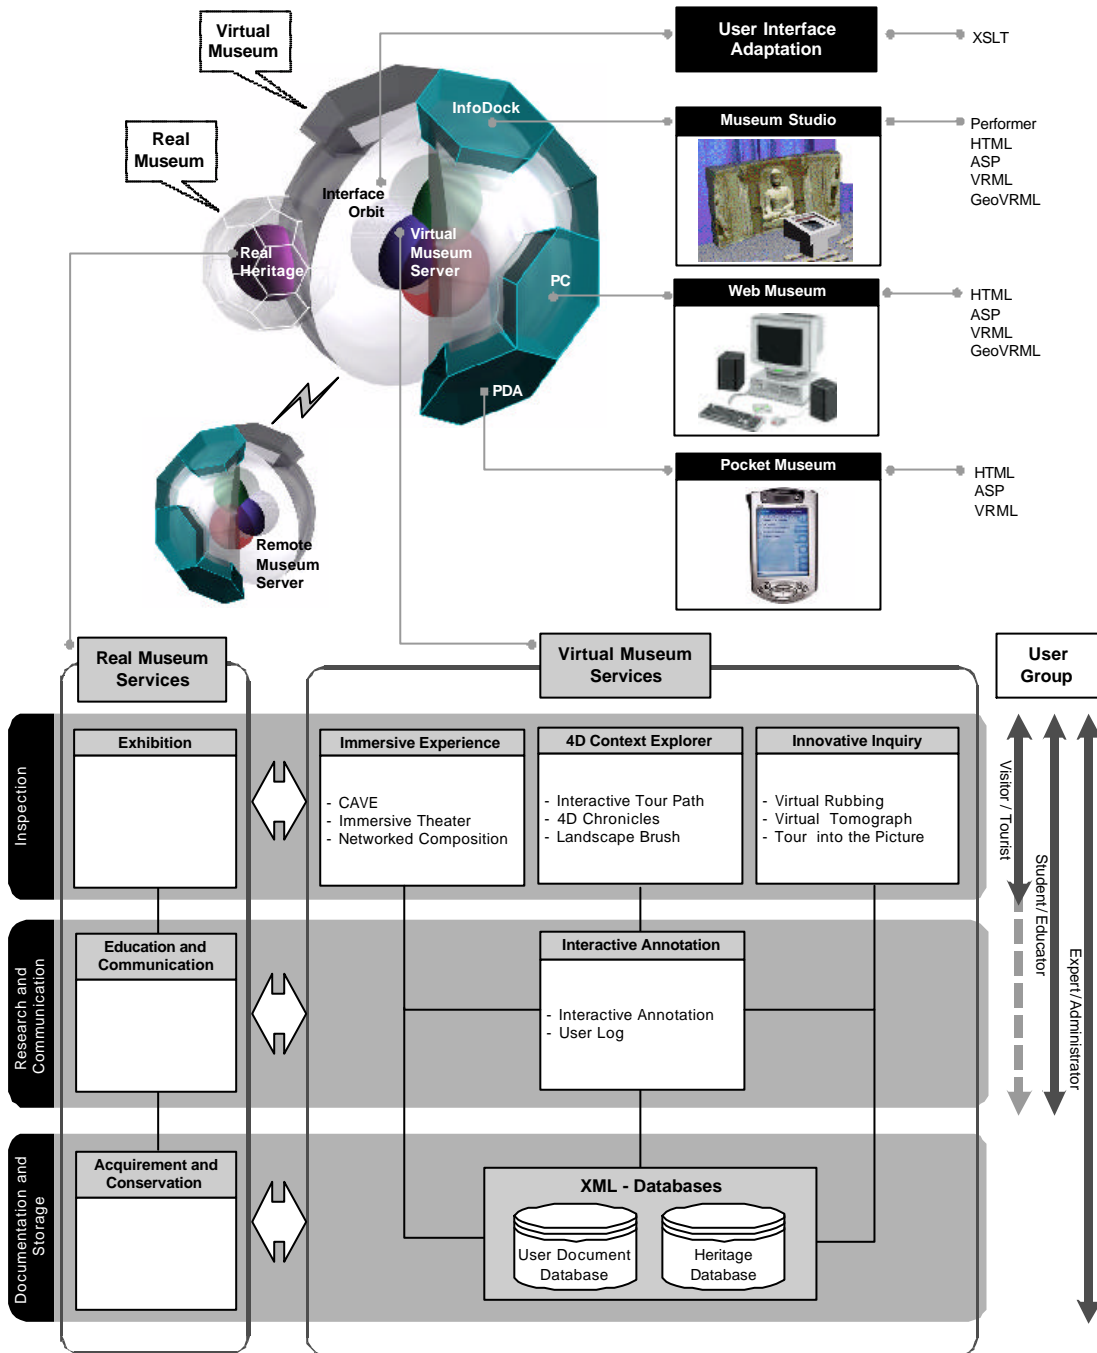 Virtual
Museum
Real
Museum
User Interface
Adaptation
XSLT
InfoDock
Interface
Orbit
Virtual
Museum
Server
Real
Heritage
PC
PDA
Remote
Museum
Server
Museum Studio
Performer
HTML
ASP
VRML
GeoVRML
Web Museum
HTML
ASP
VRML
GeoVRML
Pocket Museum
HTML
ASP
VRML
Real Museum
Services
Virtual Museum
Services
User
Group
Inspection
Exhibition
Immersive Experience
- CAVE
- Immersive Theater
- Networked Composition
4D Context Explorer
- Interactive Tour Path
- 4D Chronicles
- Landscape Brush
Innovative Inquiry
- Virtual Rubbing
- Virtual Tomograph
- Tour into the Picture
Visitor / Tourist
Student/Educator
Expert/Administrator
Research and
Communication
Education and
Communication
Interactive Annotation
- Interactive Annotation
- User Log
Documentation and
Storage
Acquirement and
Conservation
XML - Databases
User Document
Database
Heritage
Database